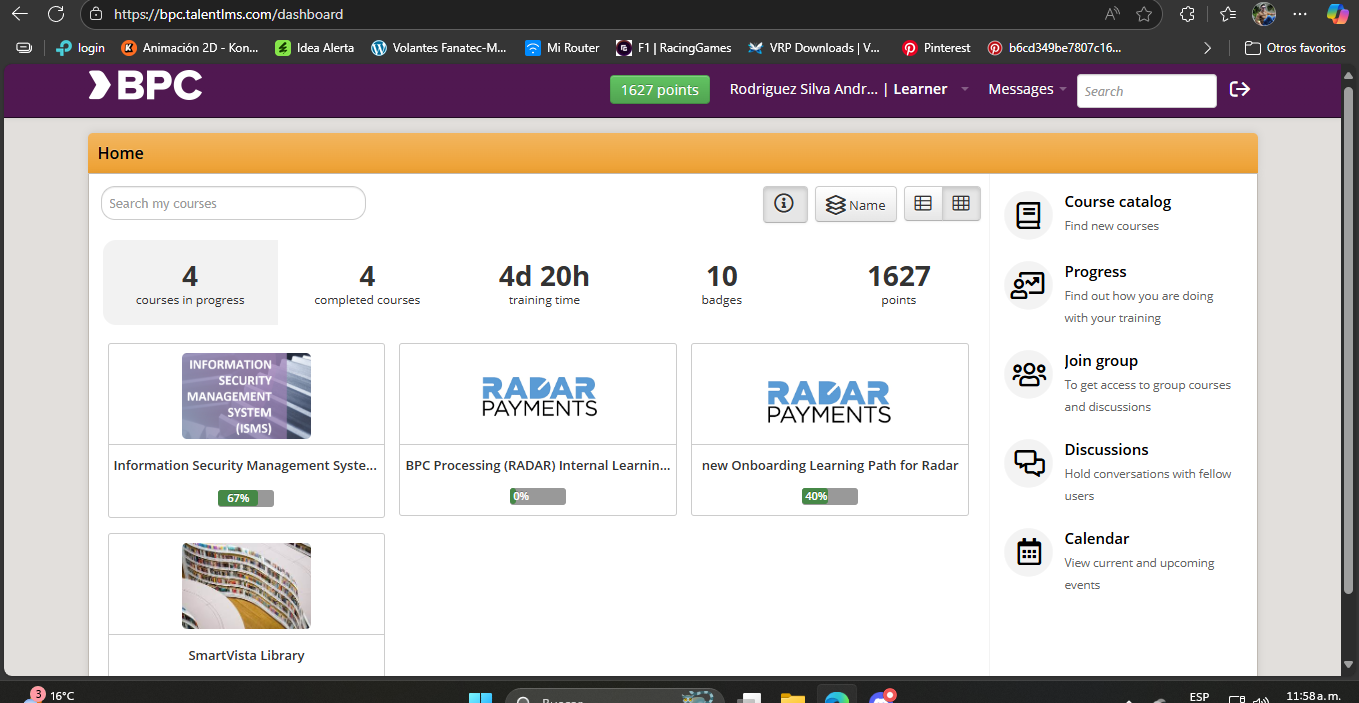 https://bpc.talentlms.com/dashboard
login
Animación 2D - Kon...
Idea Alerta
Volantes Fanatec-M...
Mi Router
F1 | RacingGames
VRP Downloads | V...
Pinterest
b6cd349be7807c16...
Otros favoritos
BPC
1627 points
Rodriguez Silva Andr... | Learner
Messages
Search
Home
Search my courses
Name
4
courses in progress
4
completed courses
4d 20h
training time
10
badges
1627
points
INFORMATION
SECURITY
MANAGEMENT
SYSTEM
(ISMS)
Information Security Management Syste...
67%
RADAR
PAYMENTS
BPC Processing (RADAR) Internal Learnin...
0%
RADAR
PAYMENTS
new Onboarding Learning Path for Radar
40%
SmartVista Library
Course catalog
Find new courses
Progress
Find out how you are doing
with your training
Join group
To get access to group courses
and discussions
Discussions
Hold conversations with fellow
users
Calendar
View current and upcoming
events
3
16°C
ESP
11:58 a. m.